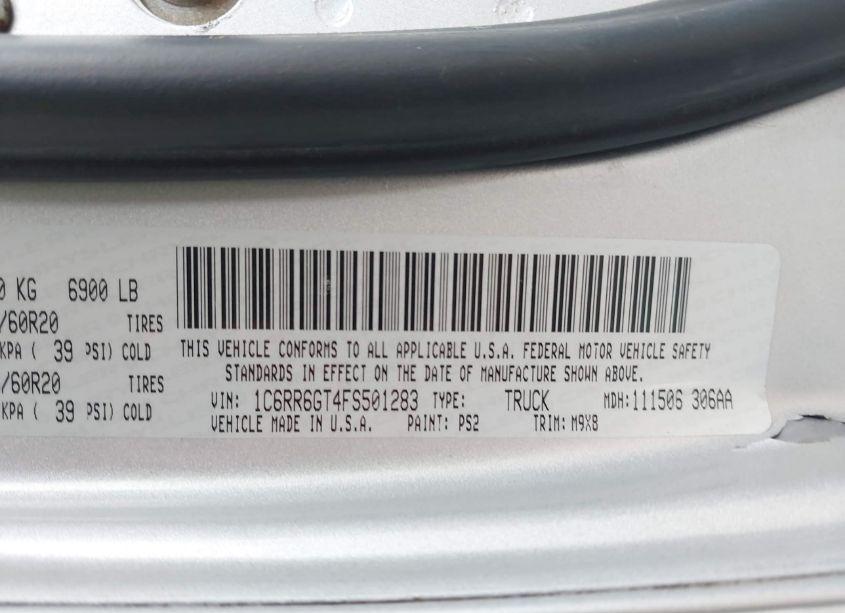 0 KG 6900 LB
/60R20 TIRES
KPA ( 39 PSI) COLD
/60R20 TIRES
KPA ( 39 PSI) COLD
THIS VEHICLE CONFORMS TO ALL APPLICABLE U.S.A. FEDERAL MOTOR VEHICLE SAFETY
STANDARDS IN EFFECT ON THE DATE OF MANUFACTURE SHOWN ABOVE.
VIN: 1C6RR6GT4FS501283 TYPE: TRUCK MDH:111506 306AA
VEHICLE MADE IN U.S.A. PAINT: PS2 TRIM: M9X8